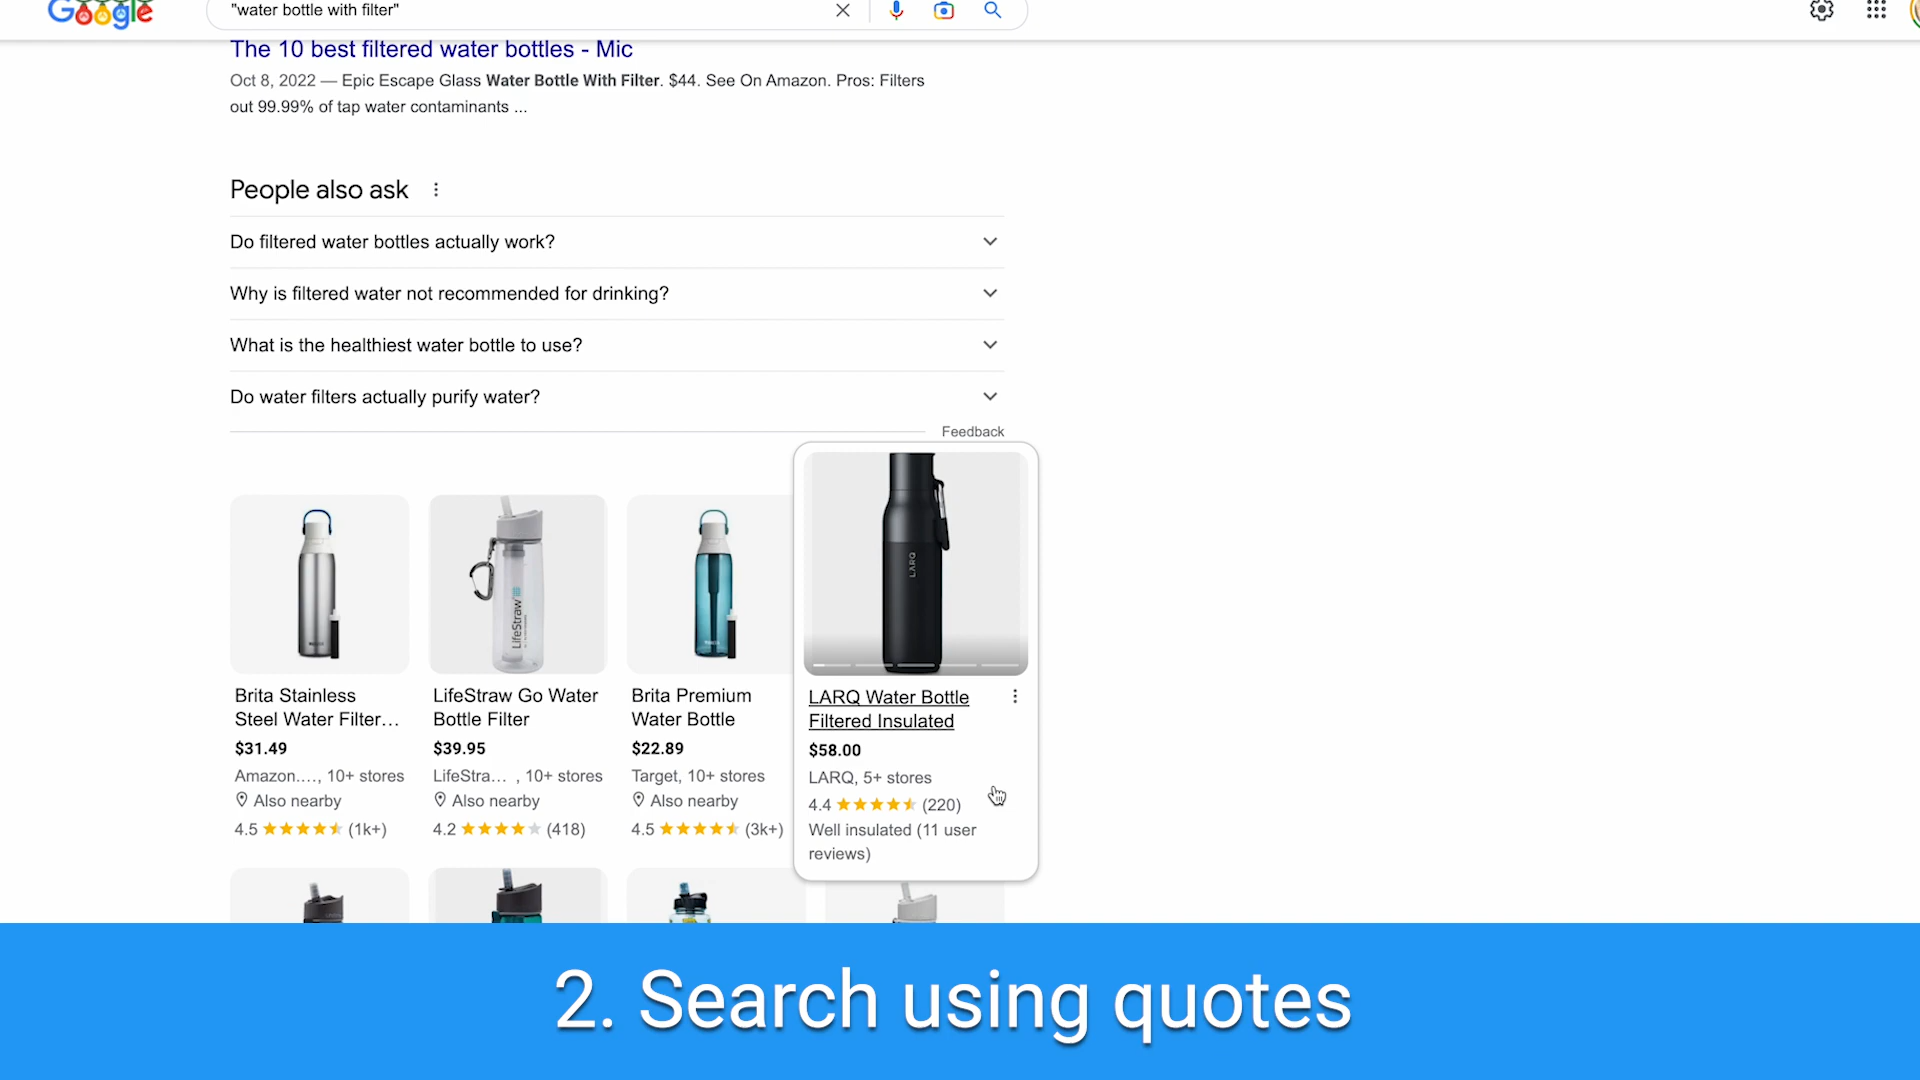 Google
"water bottle with filter"
The 10 best filtered water bottles - Mic
Oct 8, 2022 — Epic Escape Glass Water Bottle With Filter. $44. See On Amazon. Pros: Filters
out 99.99% of tap water contaminants ...
People also ask
Do filtered water bottles actually work?
Why is filtered water not recommended for drinking?
What is the healthiest water bottle to use?
Do water filters actually purify water?
Feedback
LifeStraw
LARQ
Brita Stainless
Steel Water Filter...
$31.49
Amazon...., 10+ stores
Also nearby
4.5 (1k+)
LifeStraw Go Water
Bottle Filter
$39.95
LifeStra... , 10+ stores
Also nearby
4.2 (418)
Brita Premium
Water Bottle
$22.89
Target, 10+ stores
Also nearby
4.5 (3k+)
LARQ Water Bottle
Filtered Insulated
$58.00
LARQ, 5+ stores
4.4 (220)
Well insulated (11 user
reviews)
2. Search using quotes